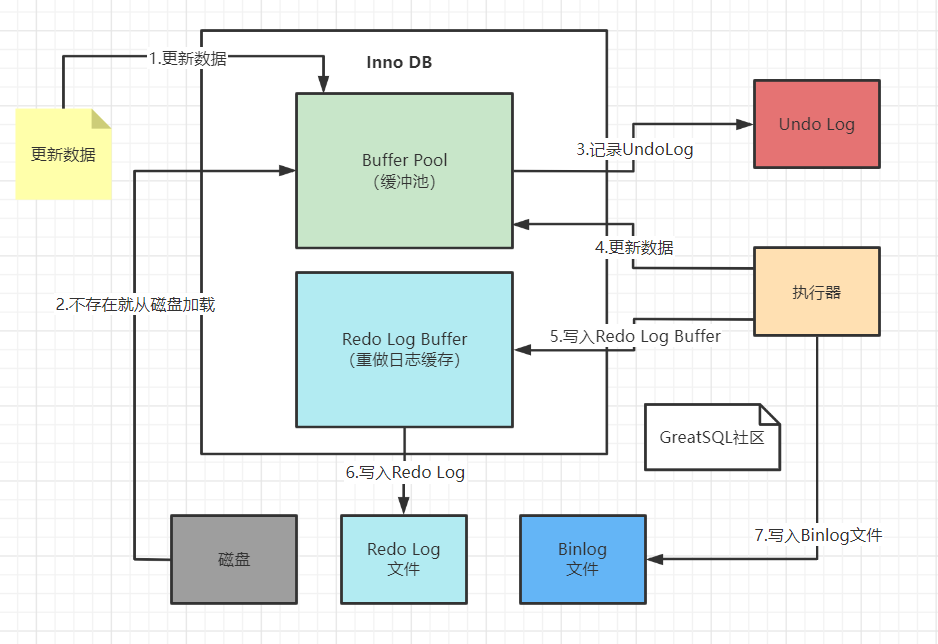 1.更新数据
Inno DB
更新数据
Buffer Pool
（缓冲池）
3.记录UndoLog
Undo Log
4.更新数据
执行器
2.不存在就从磁盘加载
Redo Log Buffer
（重做日志缓存）
5.写入Redo Log Buffer
GreatSQL社区
6.写入Redo Log
7.写入Binlog文件
磁盘
Redo Log
文件
Binlog
文件